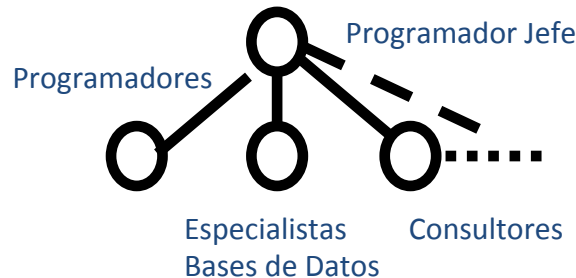 Programador Jefe
Programadores
Especialistas
Bases de Datos
Consultores